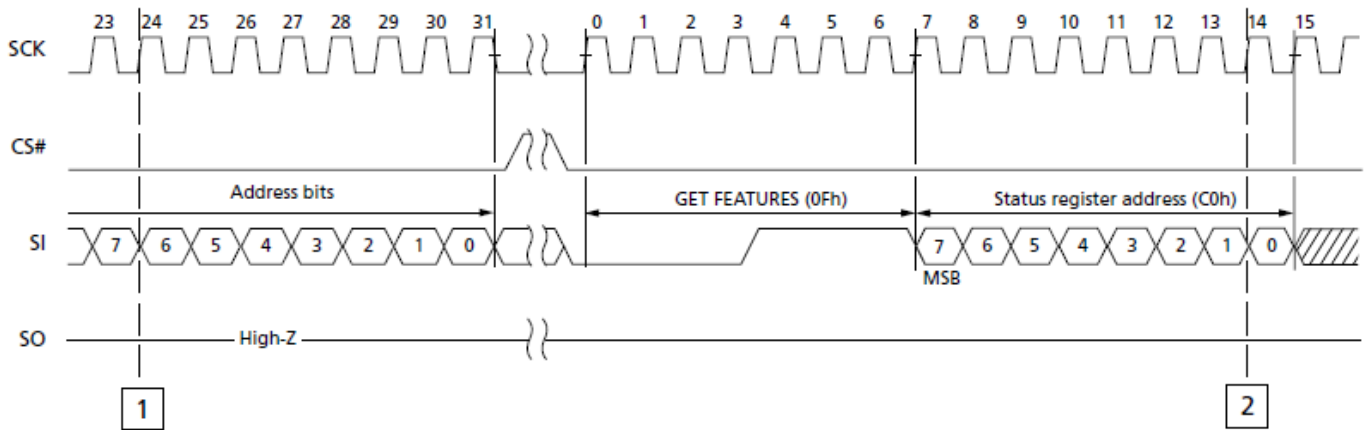 23 24 25 26 27 28 29 30 31 0 1 2 3 4 5 6 7 8 9 10 11 12 13 14 15
SCK
CS#
Address bits GET FEATURES (0Fh) Status register address (C0h)
SI 7 6 5 4 3 2 1 0 7 6 5 4 3 2 1 0
MSB
SO High-Z
1 2